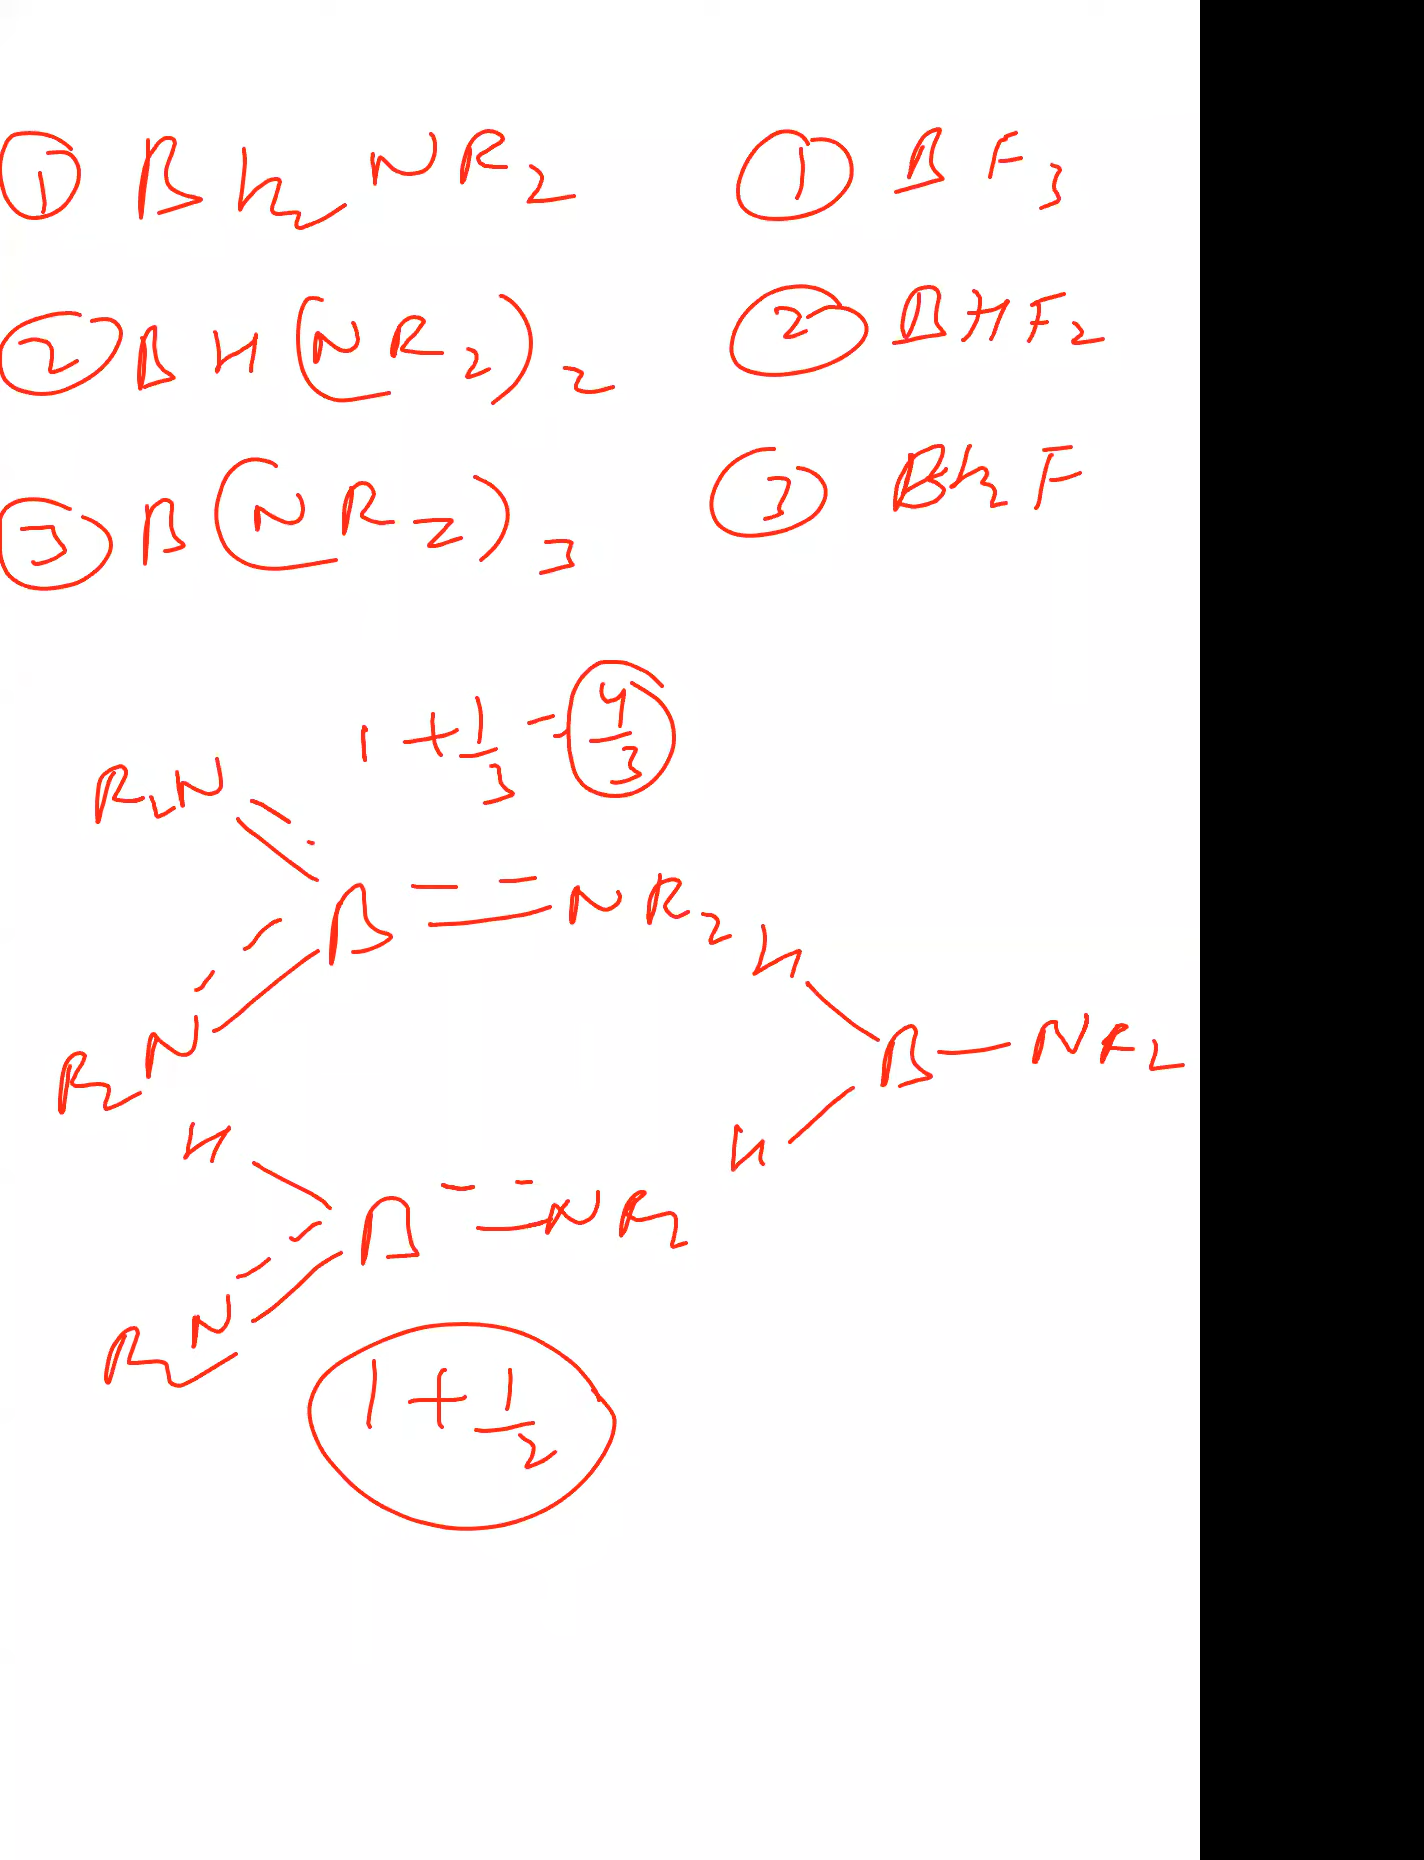 ① BH₂NR₂ ① BF₃
② BH(NR₂)₂ ② BHF₂
③ B(NR₂)₃ ③ BH₂F
1 + 1/3 = 4/3
R₂N
B NR₂
H
R₂N
B NR₂
H
H
B NR₂
R₂N
1 + 1/2